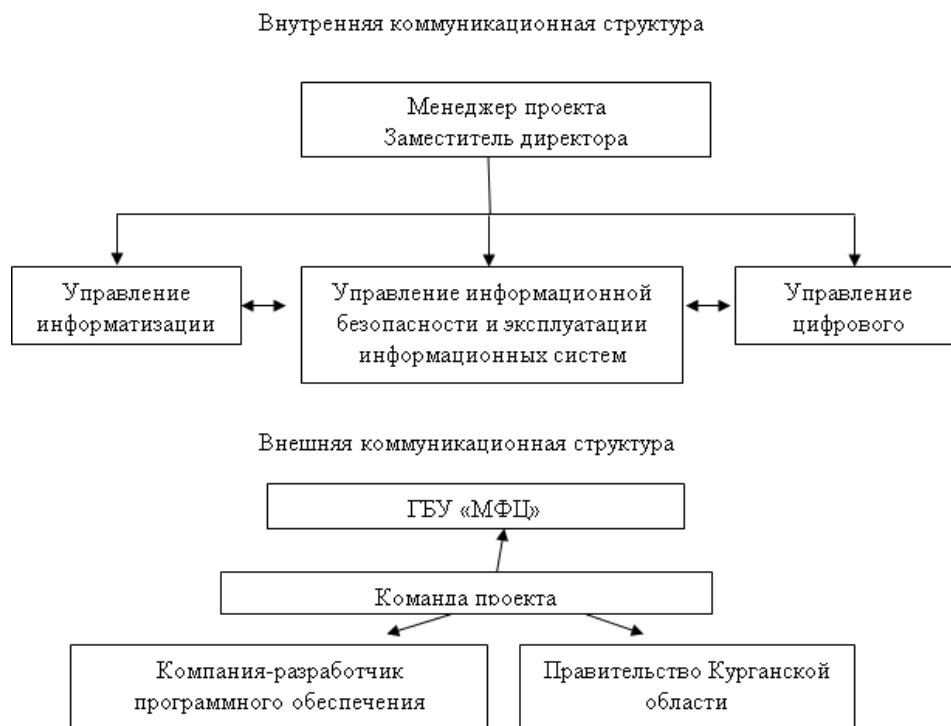 Внутренняя коммуникационная структура
Менеджер проекта
Заместитель директора
Управление
информатизации
Управление информационной
безопасности и эксплуатации
информационных систем
Управление
цифрового
Внешняя коммуникационная структура
ГБУ «МФЦ»
Команда проекта
Компания-разработчик
программного обеспечения
Правительство Курганской
области